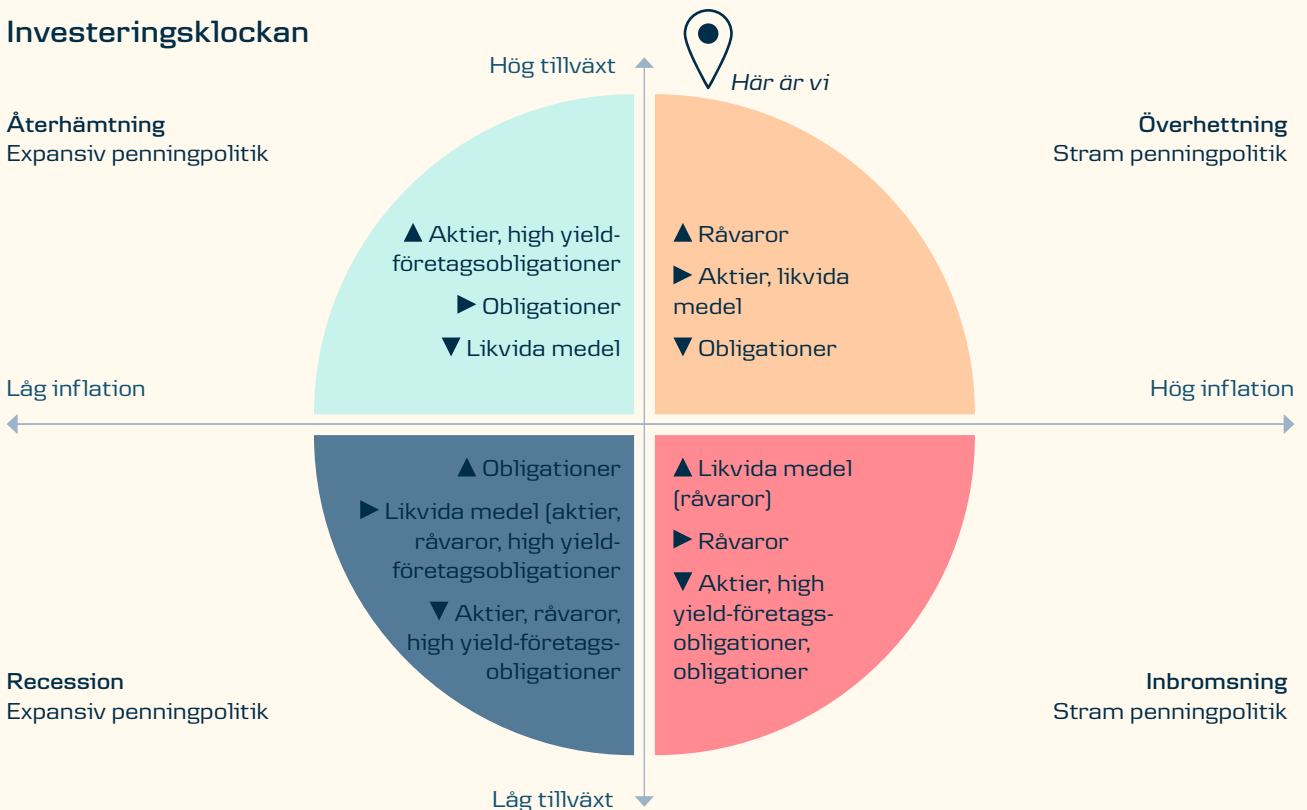 Investeringsklockan
Hög tillväxt
Här är vi
Återhämtning
Expansiv penningpolitik
Överhettning
Stram penningpolitik
▲ Aktier, high yield-
företagsobligationer
► Obligationer
▼ Likvida medel
▲ Råvaror
► Aktier, likvida
medel
▼ Obligationer
Låg inflation
Hög inflation
▲ Obligationer
► Likvida medel (aktier,
råvaror, high yield-
företagsobligationer
▼ Aktier, råvaror,
high yield-företags-
obligationer
▲ Likvida medel
(råvaror)
► Råvaror
▼ Aktier, high
yield-företags-
obligationer,
obligationer
Recession
Expansiv penningpolitik
Inbromsning
Stram penningpolitik
Låg tillväxt